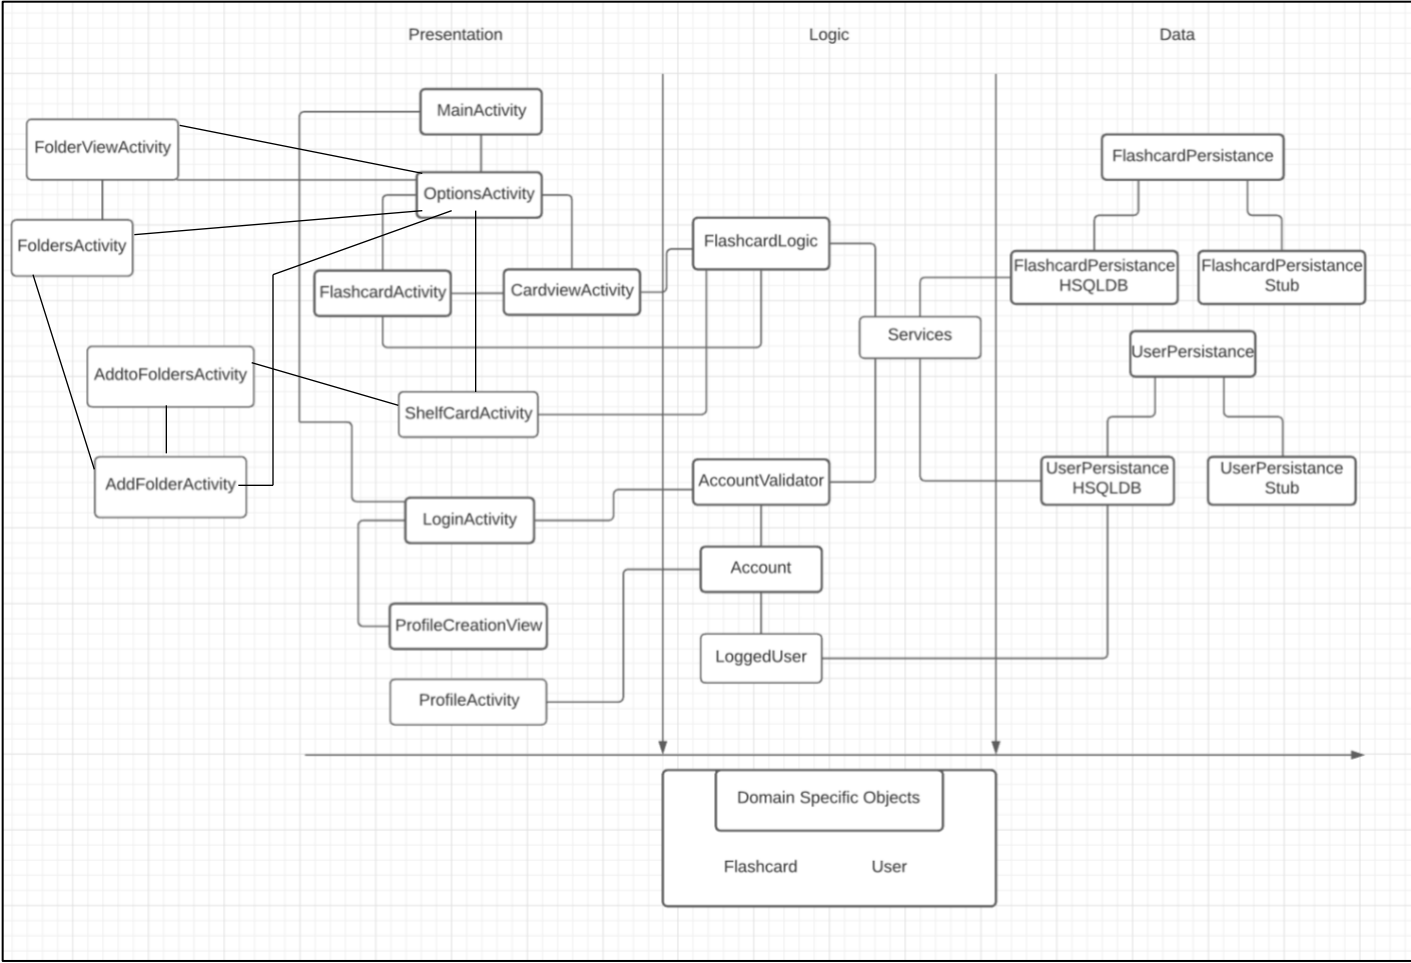 Presentation
Logic
Data
MainActivity
FolderViewActivity
FlashcardPersistance
OptionsActivity
FoldersActivity
FlashcardLogic
FlashcardPersistance
HSQLDB
FlashcardPersistance
Stub
FlashcardActivity
CardviewActivity
Services
UserPersistance
AddtoFoldersActivity
ShelfCardActivity
AddFolderActivity
AccountValidator
UserPersistance
HSQLDB
UserPersistance
Stub
LoginActivity
Account
ProfileCreationView
LoggedUser
ProfileActivity
Domain Specific Objects
Flashcard
User